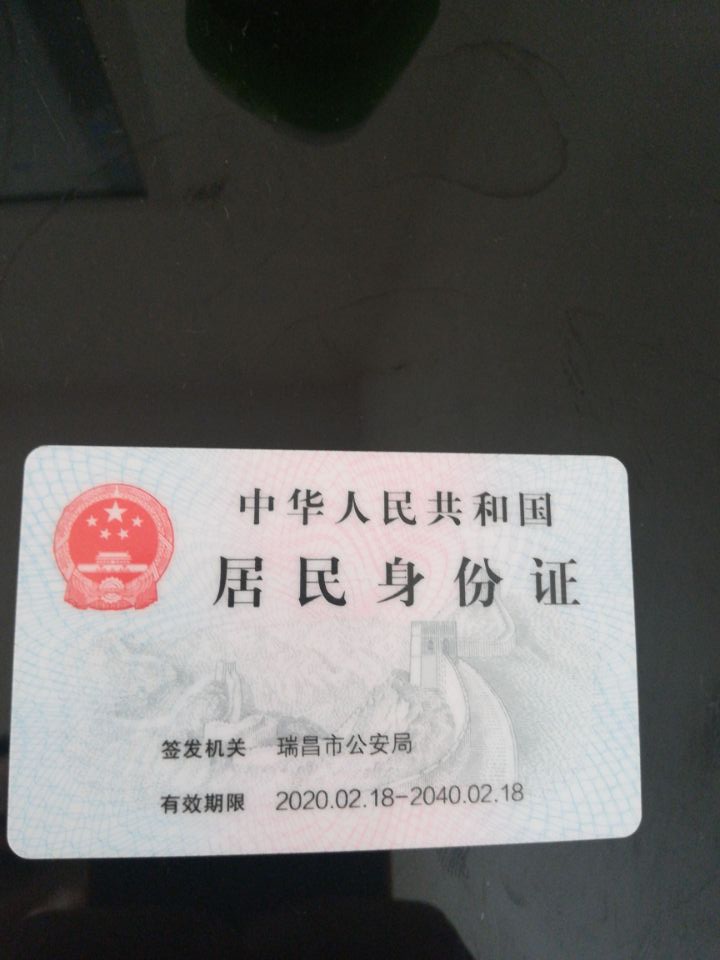 中华人民共和国
居民身份证
签发机关 瑞昌市公安局
有效期限 2020.02.18-2040.02.18